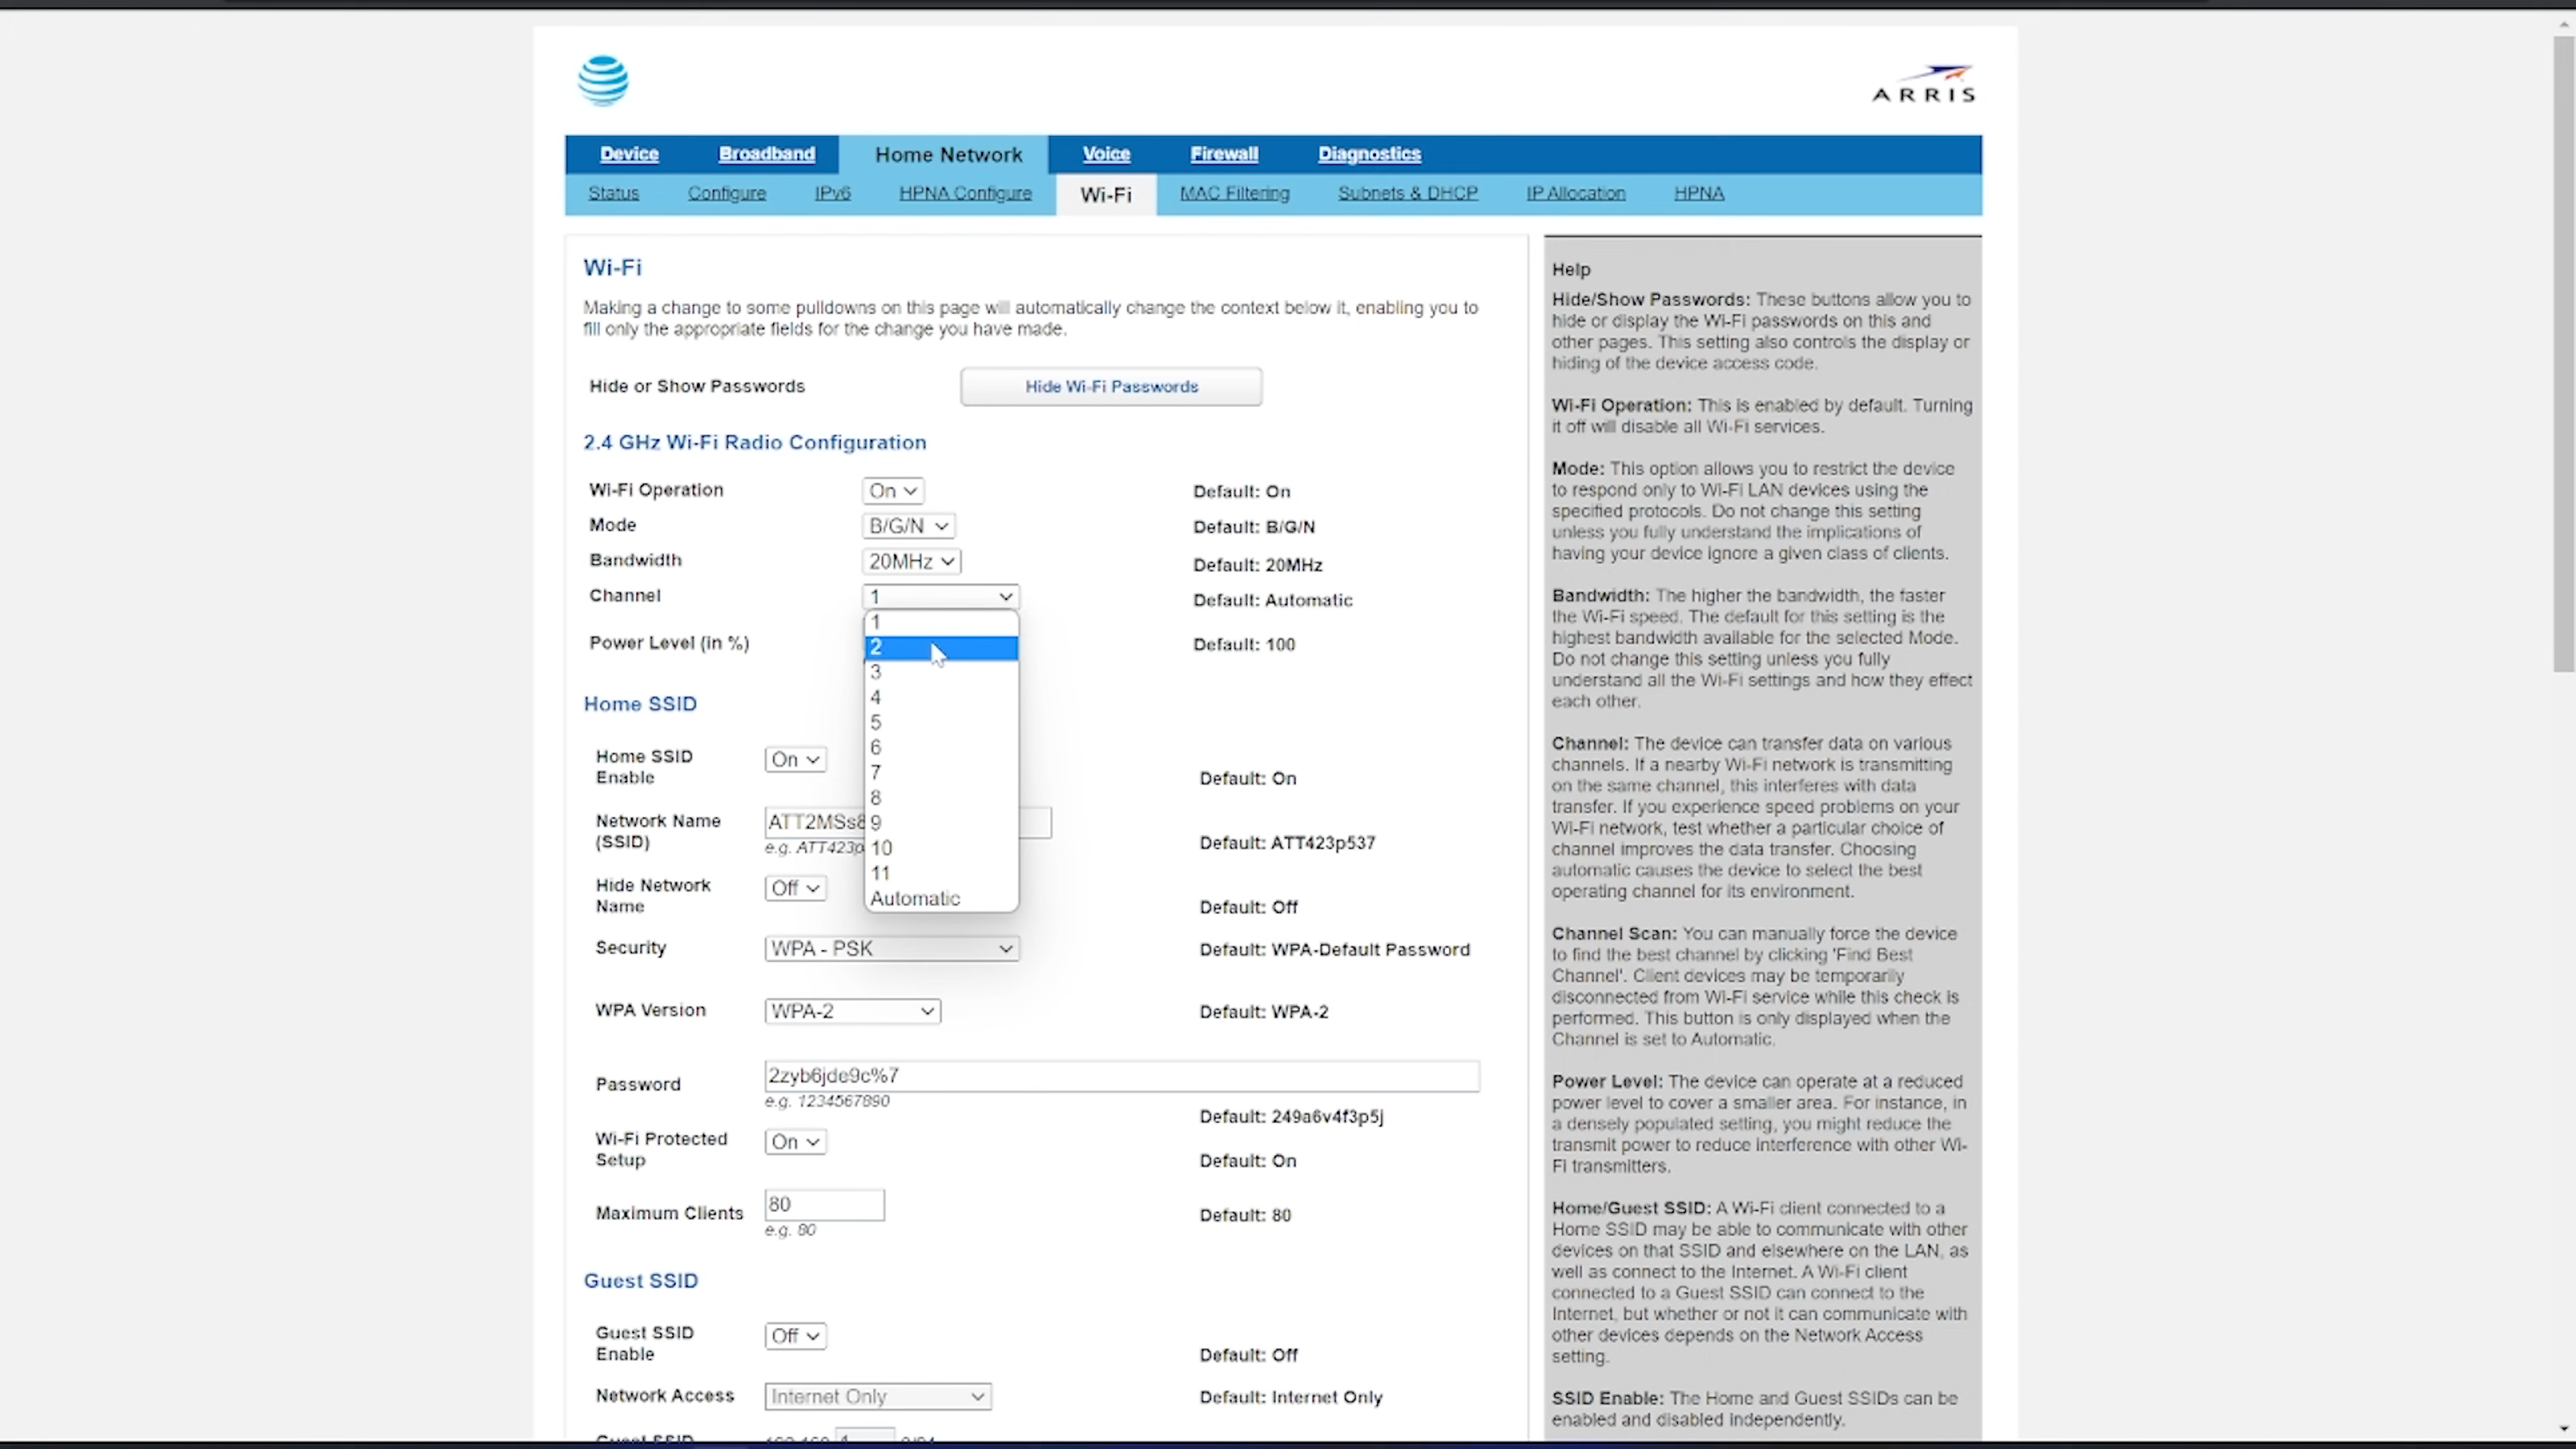 ARRIS
Device Broadband Home Network Voice Firewall Diagnostics
Status Configure IPv6 HPNA Configure Wi-Fi MAC Filtering Subnets & DHCP IP Allocation HPNA
Wi-Fi
Making a change to some pulldowns on this page will automatically change the context below it, enabling you to
fill only the appropriate fields for the change you have made.
Hide or Show Passwords Hide Wi-Fi Passwords
2.4 GHz Wi-Fi Radio Configuration
Wi-Fi Operation On Default: On
Mode B/G/N Default: B/G/N
Bandwidth 20MHz Default: 20MHz
Channel 1 Default: Automatic
1
2
3
4
5
6
7
8
9
10
11
Automatic
Power Level (in %) Default: 100
Home SSID
Home SSID
Enable On Default: On
Network Name
(SSID) ATT2MSs8 Default: ATT423p537
e.g. ATT423p
Hide Network
Name Off Default: Off
Security WPA - PSK Default: WPA-Default Password
WPA Version WPA-2 Default: WPA-2
Password 2zyb6jde9c%7
e.g. 1234567890
Default: 249a6v4f3p5j
Wi-Fi Protected
Setup On Default: On
Maximum Clients 80 Default: 80
e.g. 80
Guest SSID
Guest SSID
Enable Off Default: Off
Network Access Internet Only Default: Internet Only
Guest SSID
Help
Hide/Show Passwords: These buttons allow you to
hide or display the Wi-Fi passwords on this and
other pages. This setting also controls the display or
hiding of the device access code.
Wi-Fi Operation: This is enabled by default. Turning
it off will disable all Wi-Fi services.
Mode: This option allows you to restrict the device
to respond only to Wi-Fi LAN devices using the
specified protocols. Do not change this setting
unless you fully understand the implications of
having your device ignore a given class of clients.
Bandwidth: The higher the bandwidth, the faster
the Wi-Fi speed. The default for this setting is the
highest bandwidth available for the selected Mode.
Do not change this setting unless you fully
understand all the Wi-Fi settings and how they effect
each other.
Channel: The device can transfer data on various
channels. If a nearby Wi-Fi network is transmitting
on the same channel, this interferes with data
transfer. If you experience speed problems on your
Wi-Fi network, test whether a particular choice of
channel improves the data transfer. Choosing
automatic causes the device to select the best
operating channel for its environment.
Channel Scan: You can manually force the device
to find the best channel by clicking 'Find Best
Channel'. Client devices may be temporarily
disconnected from Wi-Fi service while this check is
performed. This button is only displayed when the
Channel is set to Automatic.
Power Level: The device can operate at a reduced
power level to cover a smaller area. For instance, in
a densely populated setting, you might reduce the
transmit power to reduce interference with other Wi-
Fi transmitters.
Home/Guest SSID: A Wi-Fi client connected to a
Home SSID may be able to communicate with other
devices on that SSID and elsewhere on the LAN, as
well as connect to the Internet. A Wi-Fi client
connected to a Guest SSID can connect to the
Internet, but whether or not it can communicate with
other devices depends on the Network Access
setting.
SSID Enable: The Home and Guest SSIDs can be
enabled and disabled independently.